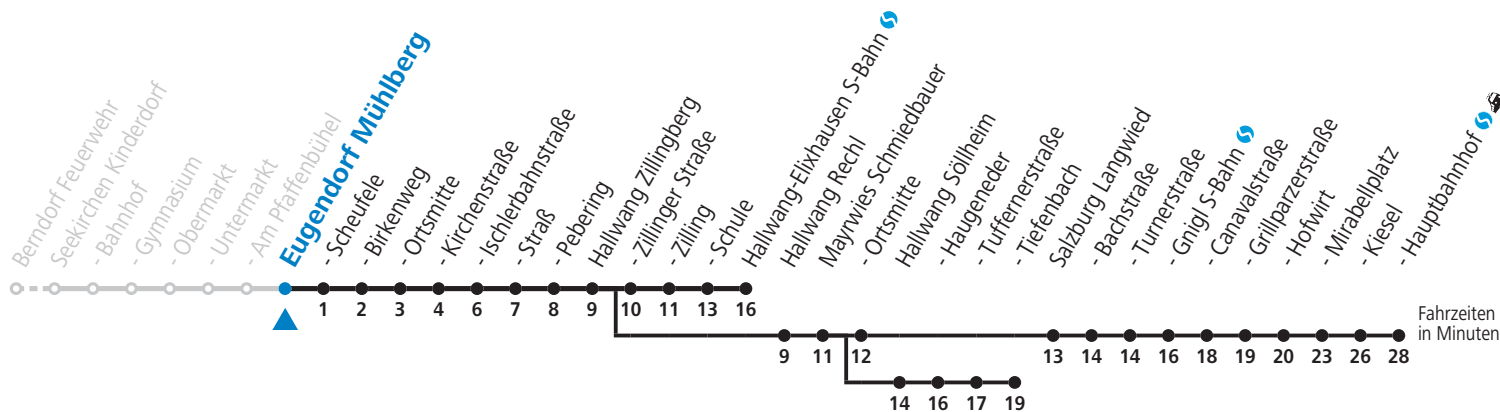 Berndorf Feuerwehr
Seekirchen Kinderdorf
- Bahnhof
- Gymnasium
- Obermarkt
- Untermarkt
- Am Pfaffenbühel
Eugendorf Mühlberg
- Scheufele
- Birkenweg
- Ortsmitte
- Kirchenstraße
- Ischlerbahnstraße
- Straß
- Pebering
Hallwang Zillingberg
- Zillinger Straße
- Zilling
- Schule
Hallwang-Elixhausen S-Bahn
Hallwang Rechl
Maywies Schmiedbauer
- Ortsmitte
Hallwang Söllheim
- Haugeneder
- Tuffernerstraße
- Tiefenbach
Salzburg Langwied
- Bachstraße
- Turnerstraße
- Gnigl S-Bahn
- Canavalstraße
- Grillparzerstraße
- Hofwirt
- Mirabellplatz
- Kiesel
- Hauptbahnhof
1 2 3 4 6 7 8 9 10 11 13 16
Fahrzeiten
in Minuten
9 11 12 13 14 14 16 18 19 20 23 26 28
14 16 17 19